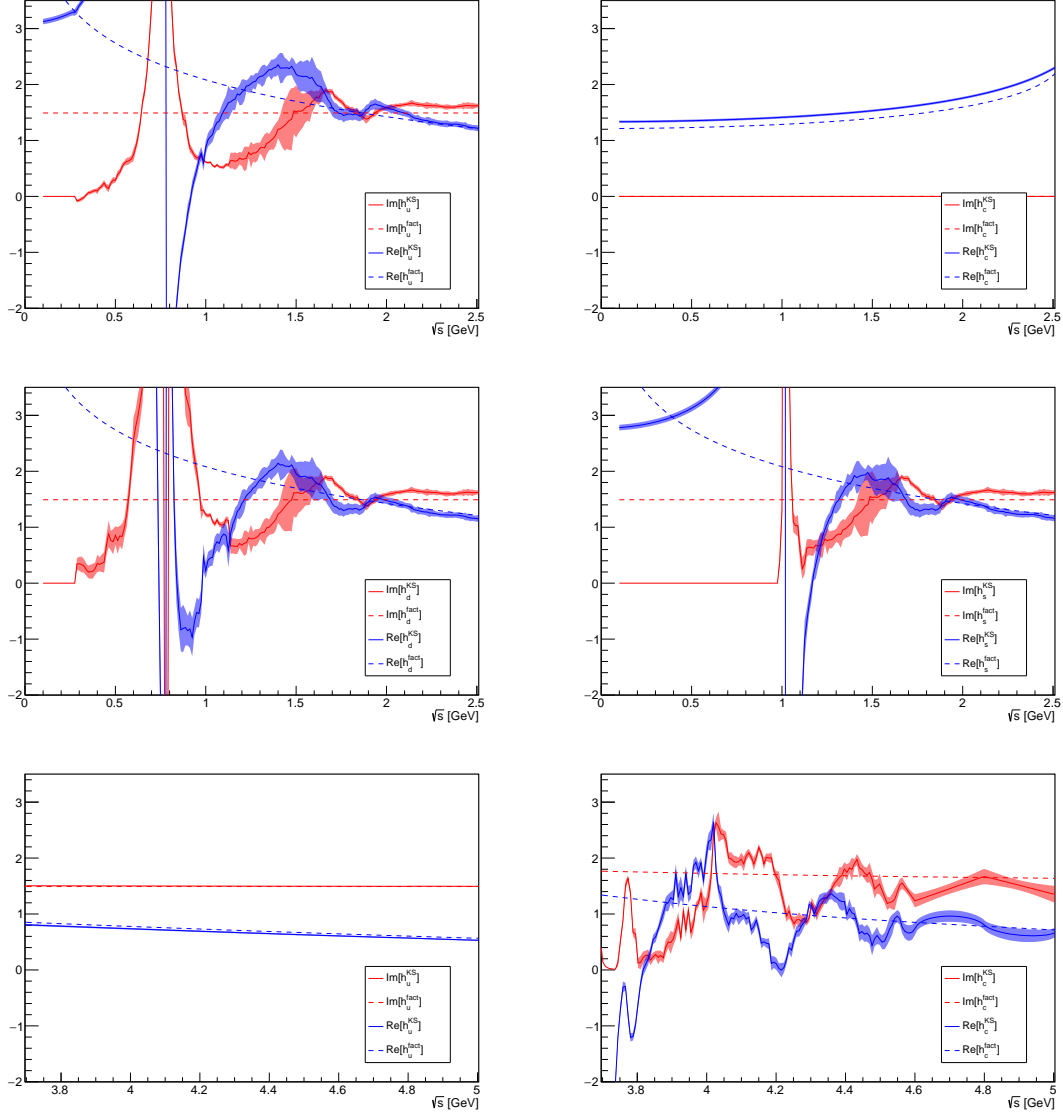 3
2
1
0
−1
−2
0 0.5 1 1.5 2 2.5
√s [GeV]
Im[h_u^KS]
Im[h_u^fact]
Re[h_u^KS]
Re[h_u^fact]
3
2
1
0
−1
−2
0 0.5 1 1.5 2 2.5
√s [GeV]
Im[h_c^KS]
Im[h_c^fact]
Re[h_c^KS]
Re[h_c^fact]
3
2
1
0
−1
−2
0 0.5 1 1.5 2 2.5
√s [GeV]
Im[h_d^KS]
Im[h_d^fact]
Re[h_d^KS]
Re[h_d^fact]
3
2
1
0
−1
−2
0 0.5 1 1.5 2 2.5
√s [GeV]
Im[h_s^KS]
Im[h_s^fact]
Re[h_s^KS]
Re[h_s^fact]
3
2
1
0
−1
−2
3.8 4 4.2 4.4 4.6 4.8 5
√s [GeV]
Im[h_u^KS]
Im[h_u^fact]
Re[h_u^KS]
Re[h_u^fact]
3
2
1
0
−1
−2
3.8 4 4.2 4.4 4.6 4.8 5
√s [GeV]
Im[h_c^KS]
Im[h_c^fact]
Re[h_c^KS]
Re[h_c^fact]